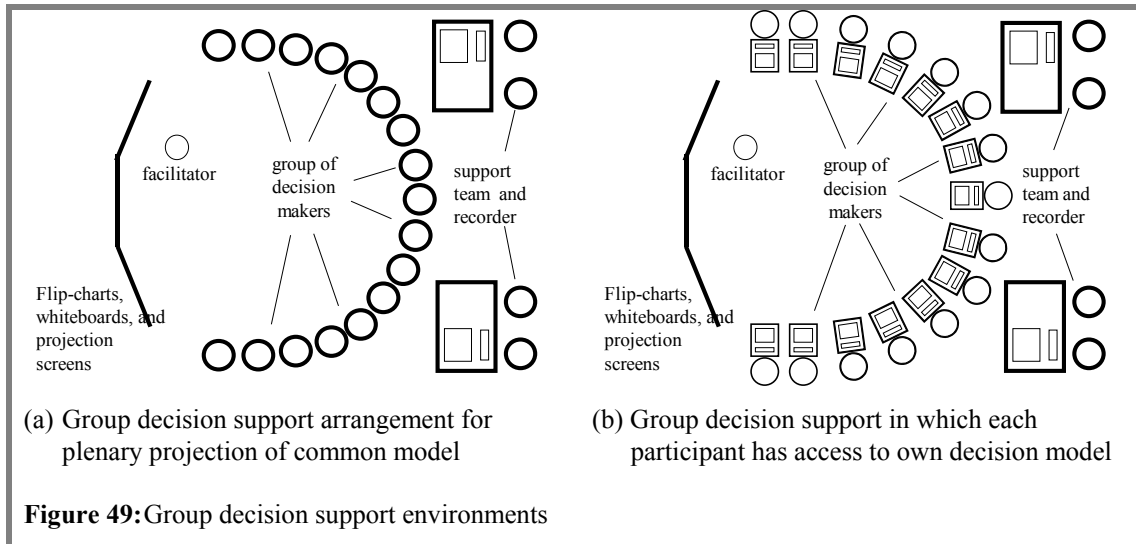 facilitator
group of
decision
makers
support
team and
recorder
Flip-charts,
whiteboards, and
projection
screens
(a) Group decision support arrangement for
plenary projection of common model
facilitator
group of
decision
makers
support
team and
recorder
Flip-charts,
whiteboards, and
projection
screens
(b) Group decision support in which each
participant has access to own decision model
Figure 49:Group decision support environments